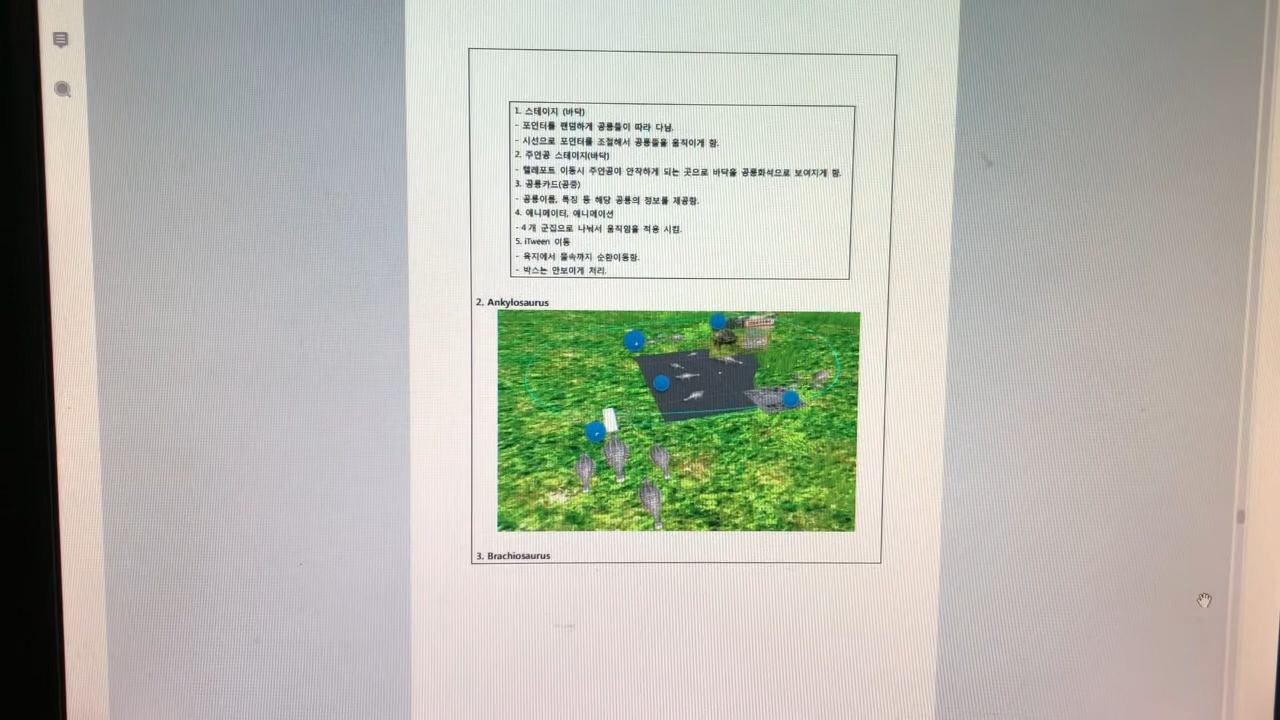 1. 스테이지 (바닥)
- 포인터를 랜덤하게 공룡들이 따라 다님.
- 시선으로 포인터를 조절해서 공룡들을 움직이게 함.
2. 주인공 스테이지(바닥)
- 텔레포트 이동시 주인공이 안착하게 되는 곳으로 바닥을 공룡화석으로 보여지게 함.
3. 공룡카드(공중)
- 공룡이름, 특징 등 해당 공룡의 정보를 제공함.
4. 애니메이터, 애니메이션
- 4개 군집으로 나눠서 움직임을 적용 시킴.
5. iTween 이동
- 육지에서 물속까지 순환이동함.
- 박스는 안보이게 처리.
2. Ankylosaurus
3. Brachiosaurus